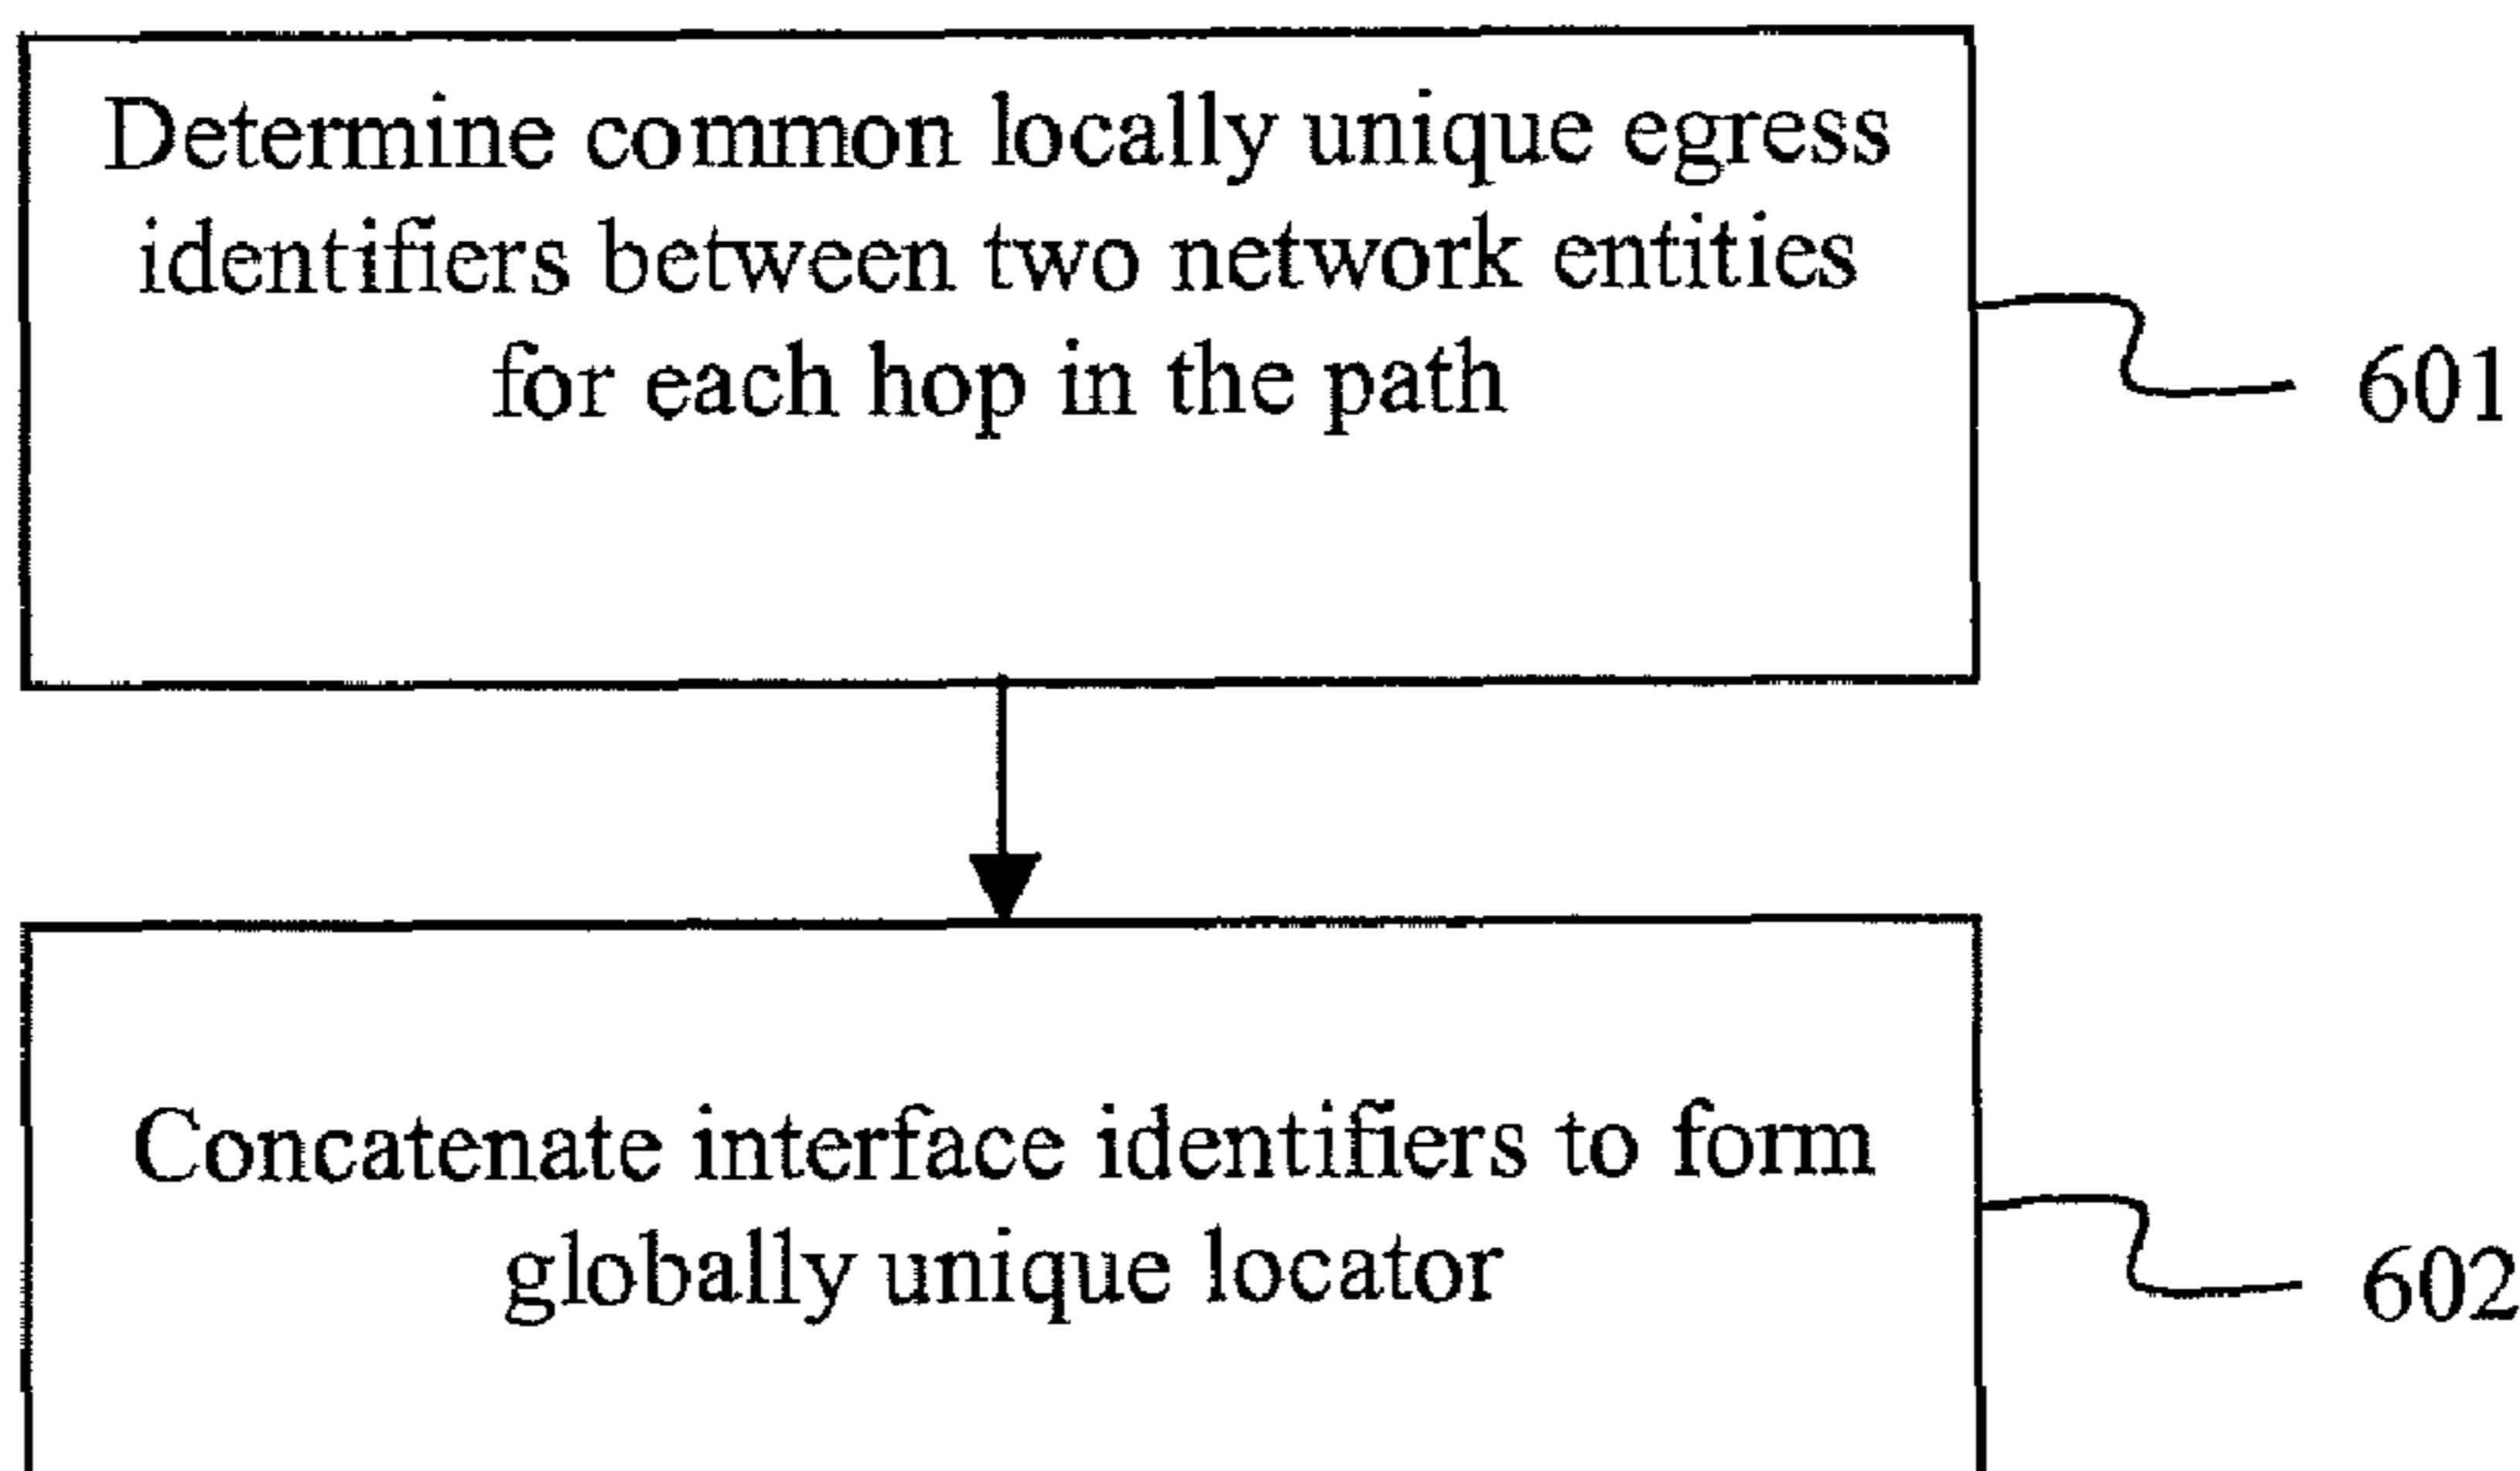 Determine common locally unique egress
identifiers between two network entities
for each hop in the path
601
Concatenate interface identifiers to form
globally unique locator
602